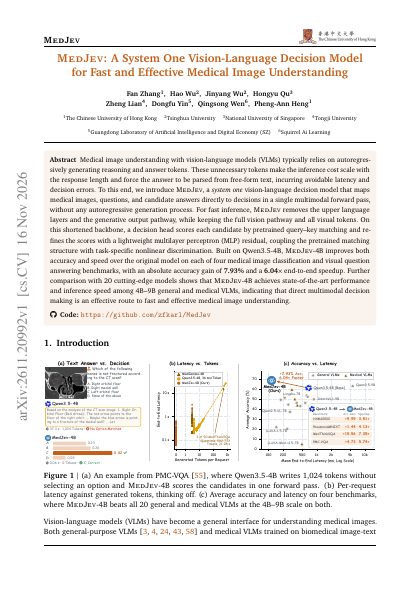 MEDJEV
香港中文大學
The Chinese University of Hong Kong
MEDJEV: A System One Vision-Language Decision Model
for Fast and Effective Medical Image Understanding
Fan Zhang¹, Hao Wu², Jinyang Wu², Hongyu Qu³
Zheng Lian⁴, Dongfu Yin⁵, Qingsong Wen⁶, Pheng-Ann Heng¹
¹The Chinese University of Hong Kong ²Tsinghua University ³National University of Singapore ⁴Tongji University
⁵Guangdong Laboratory of Artificial Intelligence and Digital Economy (SZ) ⁶Squirrel Ai Learning
Abstract Medical image understanding with vision-language models (VLMs) typically relies on autoregres-
sively generating reasoning and answer tokens. These unnecessary tokens make the inference cost scale with
the response length and force the answer to be parsed from free-form text, incurring avoidable latency and
decision errors. To this end, we introduce MEDJEV, a system one vision-language decision model that maps
medical images, questions, and candidate answers directly to decisions in a single multimodal forward pass,
without any autoregressive generation process. For fast inference, MEDJEV removes the upper language
layers and the generative output pathway, while keeping the full vision pathway and all visual tokens. On
this shortened backbone, a decision head scores each candidate by pretrained query–key matching and re-
fines the scores with a lightweight multilayer perceptron (MLP) residual, coupling the pretrained matching
structure with task-specific nonlinear discrimination. Built on Qwen3.5-4B, MEDJEV improves both
accuracy and speed over the original model on each of four medical image classification and visual question
answering benchmarks, with an absolute accuracy gain of 7.93% and a 6.04× end-to-end speedup. Further
comparison with 20 cutting-edge models shows that MEDJEV-4B achieves state-of-the-art performance
and inference speed among 4B–9B general and medical VLMs, indicating that direct multimodal decision
making is an effective route to fast and effective medical image understanding.
Code: https://github.com/zfkarl/MedJev
arXiv:2611.20992v1 [cs.CV] 16 Nov 2026
1. Introduction
(a) Text Answer vs. Decision
(b) Latency vs. Tokens
(c) Accuracy vs. Latency
Qwen3.5-4B
MedJev-4B
Generated Tokens per Request
Mean End-to-End Latency (ms, Log Scale)
Figure 1 | (a) An example from PMC-VQA [55], where Qwen3.5-4B writes 1,024 tokens without
selecting an option and MEDJEV-4B scores the candidates in one forward pass. (b) Per-request
latency against generated tokens, thinking off. (c) Average accuracy and latency on four benchmarks,
where MEDJEV-4B beats all 20 general and medical VLMs at the 4B–9B scale on both.
Vision-language models (VLMs) have become a general interface for understanding medical images.
Both general-purpose VLMs [3, 4, 24, 43, 58] and medical VLMs trained on biomedical image-text